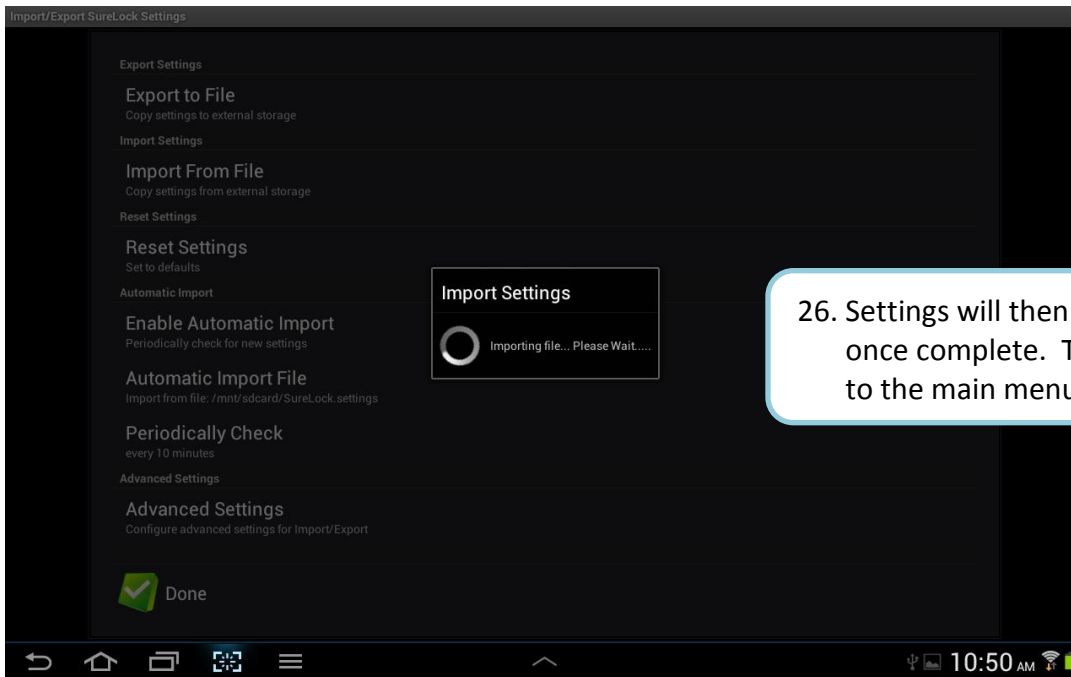 Import/Export SureLock Settings
Export Settings
Export to File
Copy settings to external storage
Import Settings
Import From File
Copy settings from external storage
Reset Settings
Reset Settings
Set to defaults
Automatic Import
Enable Automatic Import
Periodically check for new settings
Automatic Import File
Import from file: /mnt/sdcard/SureLock.settings
Periodically Check
every 10 minutes
Advanced Settings
Advanced Settings
Configure advanced settings for Import/Export
Done
Import Settings
Importing file... Please Wait.....
26. Settings will then
once complete.
to the main menu
10:50 AM